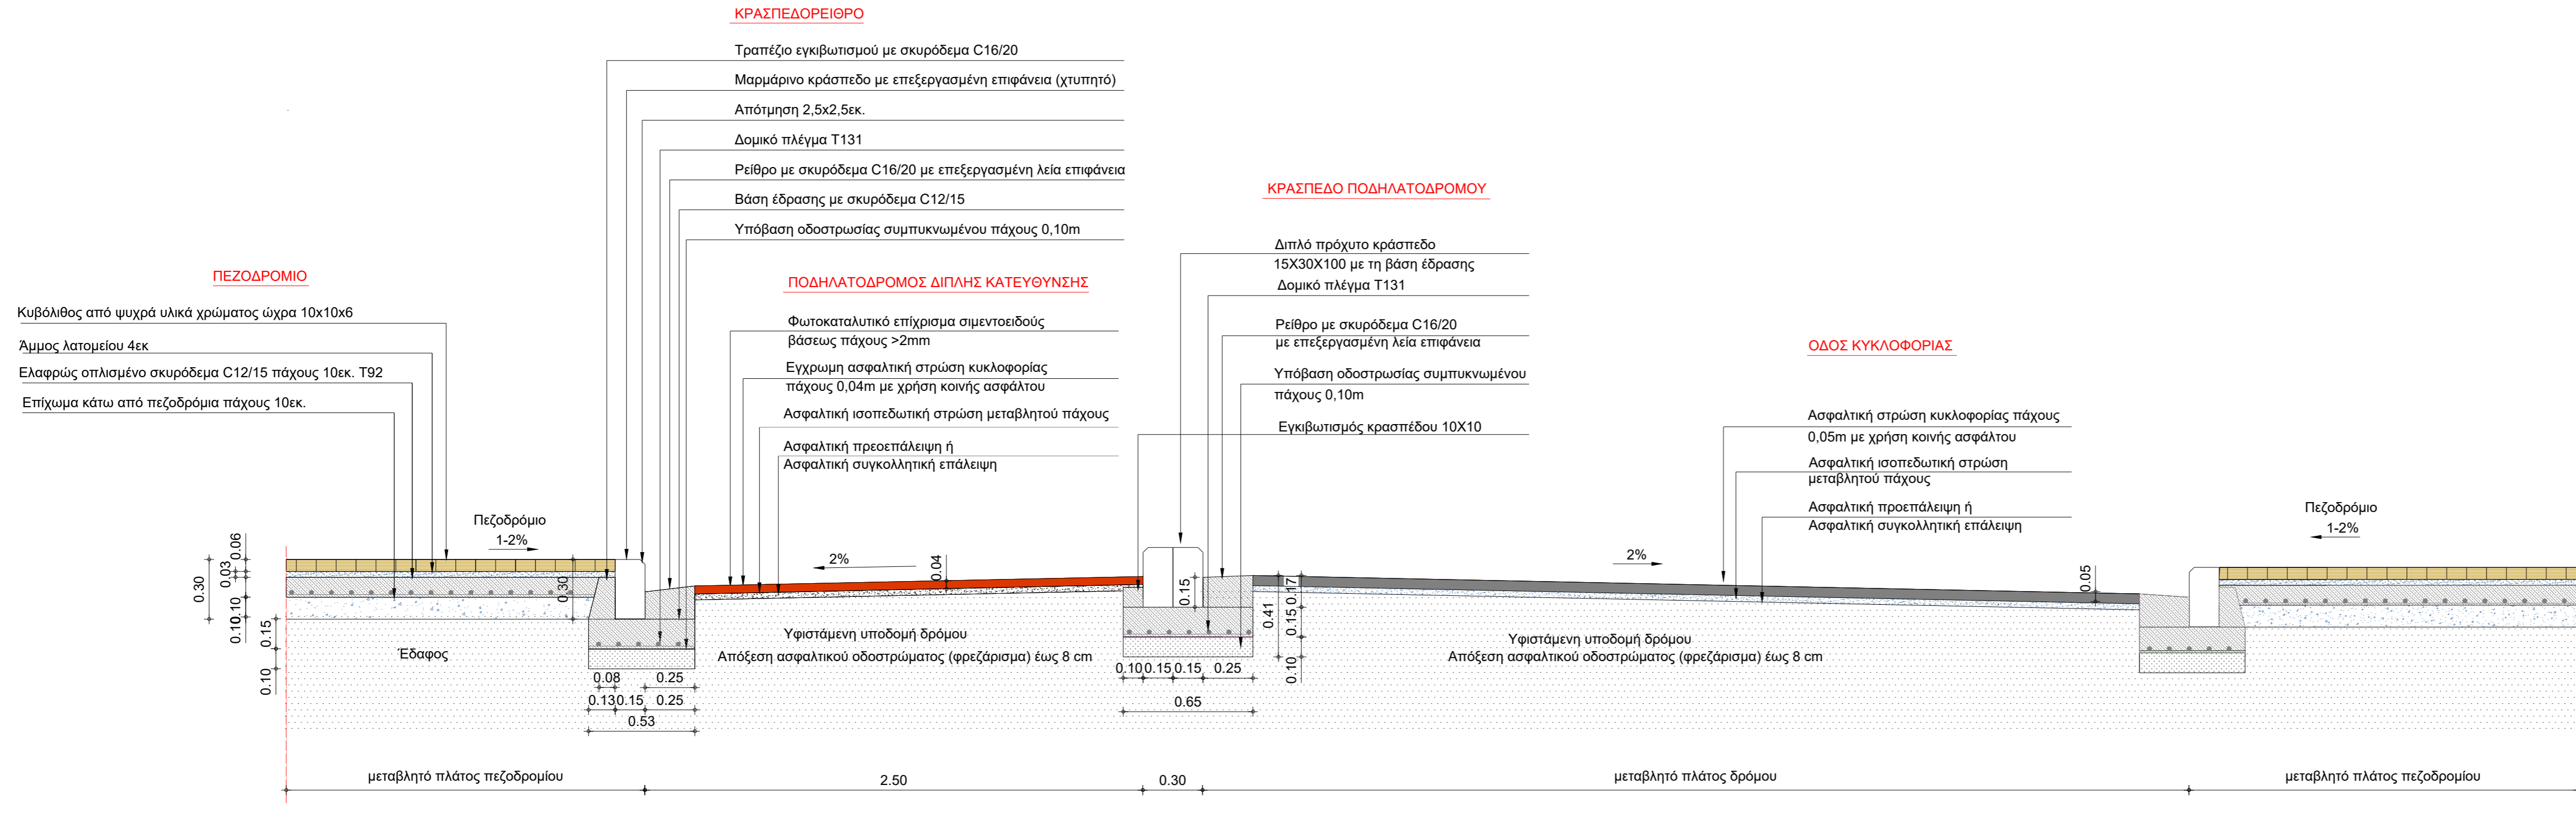 ΚΡΑΣΠΕΔΟΡΕΙΘΡΟ
Τραπέζιο εγκιβωτισμού με σκυρόδεμα C16/20
Μαρμάρινο κράσπεδο με επεξεργασμένη επιφάνεια (χτυπητό)
Απότμηση 2,5x2,5εκ.
Δομικό πλέγμα T131
Ρείθρο με σκυρόδεμα C16/20 με επεξεργασμένη λεία επιφάνεια
Βάση έδρασης με σκυρόδεμα C12/15
Υπόβαση οδοστρωσίας συμπυκνωμένου πάχους 0,10m
ΠΕΖΟΔΡΟΜΙΟ
Κυβόλιθος από ψυχρά υλικά χρώματος ώχρα 10x10x6
Άμμος λατομείου 4εκ
Ελαφρώς οπλισμένο σκυρόδεμα C12/15 πάχους 10εκ. T92
Επίχωμα κάτω από πεζοδρόμια πάχους 10εκ.
ΠΟΔΗΛΑΤΟΔΡΟΜΟΣ ΔΙΠΛΗΣ ΚΑΤΕΥΘΥΝΣΗΣ
Φωτοκαταλυτικό επίχρισμα σιμεντοειδούς
βάσεως πάχους >2mm
Εγχρωμη ασφαλτική στρώση κυκλοφορίας
πάχους 0,04m με χρήση κοινής ασφάλτου
Ασφαλτική ισοπεδωτική στρώση μεταβλητού πάχους
Ασφαλτική πρεοεπάλειψη ή
Ασφαλτική συγκολλητική επάλειψη
ΚΡΑΣΠΕΔΟ ΠΟΔΗΛΑΤΟΔΡΟΜΟΥ
Διπλό πρόχυτο κράσπεδο
15X30X100 με τη βάση έδρασης
Δομικό πλέγμα T131
Ρείθρο με σκυρόδεμα C16/20
με επεξεργασμένη λεία επιφάνεια
Υπόβαση οδοστρωσίας συμπυκνωμένου
πάχους 0,10m
Εγκιβωτισμός κρασπέδου 10X10
ΟΔΟΣ ΚΥΚΛΟΦΟΡΙΑΣ
Ασφαλτική στρώση κυκλοφορίας πάχους
0,05m με χρήση κοινής ασφάλτου
Ασφαλτική ισοπεδωτική στρώση
μεταβλητού πάχους
Ασφαλτική προεπάλειψη ή
Ασφαλτική συγκολλητική επάλειψη
Πεζοδρόμιο
1-2%
2%
2%
Πεζοδρόμιο
1-2%
0.30
0.06
0.03
0.10
0.10
0.15
0.10
0.30
0.04
0.15
0.41
0.17
0.15
0.10
0.05
Έδαφος
Υφιστάμενη υποδομή δρόμου
Απόξεση ασφαλτικού οδοστρώματος (φρεζάρισμα) έως 8 cm
Υφιστάμενη υποδομή δρόμου
Απόξεση ασφαλτικού οδοστρώματος (φρεζάρισμα) έως 8 cm
0.08 0.25
0.13 0.15 0.25
0.53
0.10 0.15 0.15 0.25
0.65
μεταβλητό πλάτος πεζοδρομίου
2.50
0.30
μεταβλητό πλάτος δρόμου
μεταβλητό πλάτος πεζοδρομίου